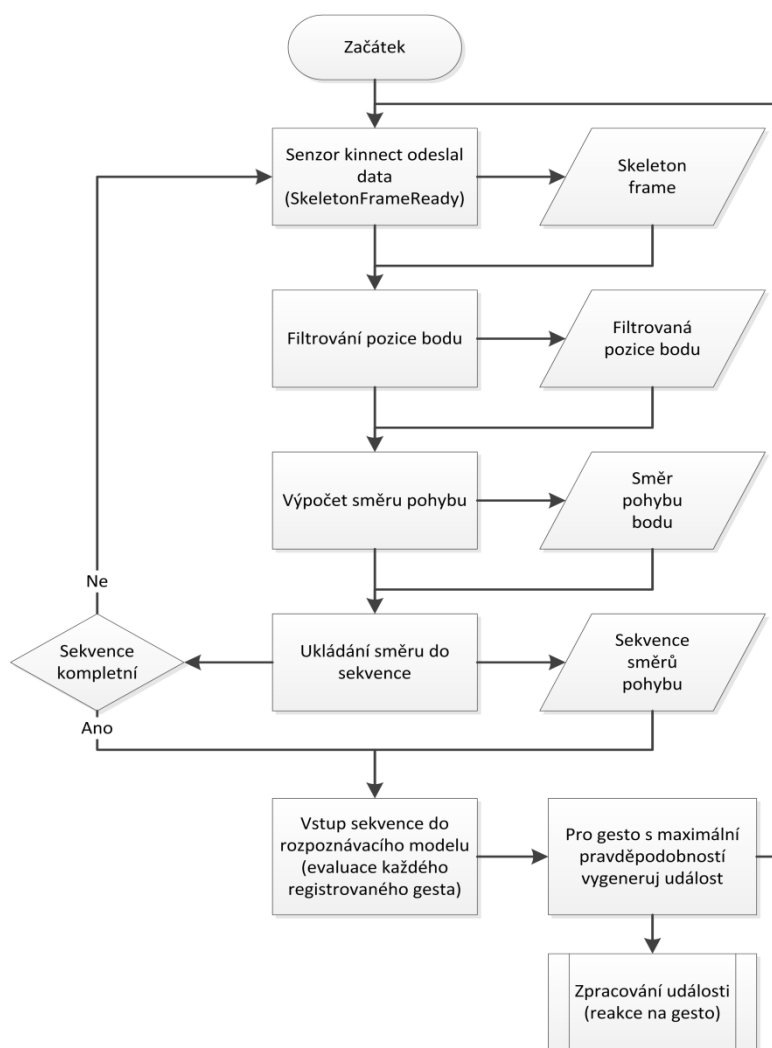 Začátek
Senzor kinnect odeslal
data
(SkeletonFrameReady)
Skeleton
frame
Filtrování pozice bodu
Filtrovaná
pozice bodu
Výpočet směru pohybu
Směr
pohybu
bodu
Ne
Sekvence
kompletní
Ukládání směru do
sekvence
Sekvence
směrů
pohybu
Ano
Vstup sekvence do
rozpoznávacího modelu
(evaluace každého
registrovaného gesta)
Pro gesto s maximální
pravděpodobností
vygeneruj událost
Zpracování události
(reakce na gesto)